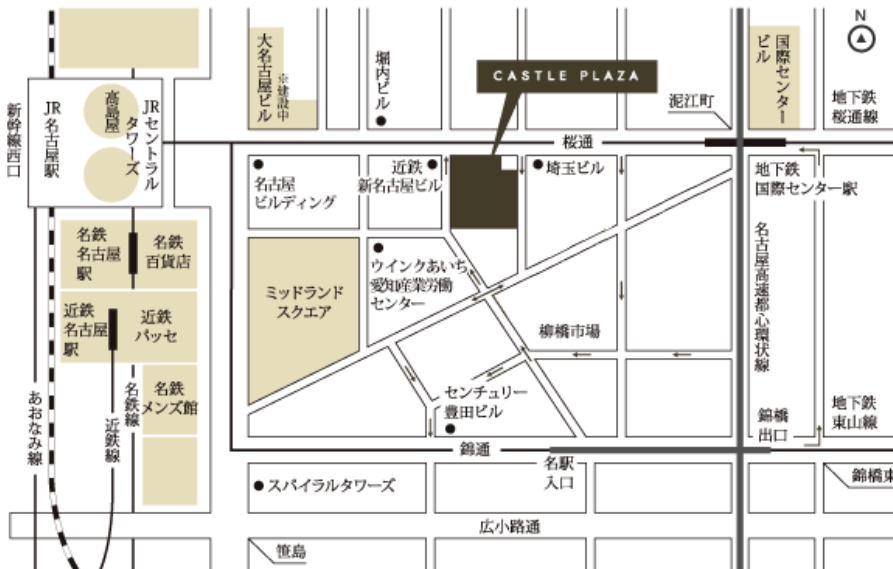 N
CASTLE PLAZA
大名古屋ビル
※建設中
堀内ビル
国際センター
ビル
泥江町
地下鉄
桜通線
新幹線西口
JR名古屋駅
高島屋
JRセントラル
タワーズ
桜通
名古屋
ビルディング
近鉄
新名古屋ビル
埼玉ビル
地下鉄
国際センター駅
名鉄
名古屋
駅
名鉄
百貨店
ミッドランド
スクエア
ウインクあいち
愛知産業労働
センター
名古屋高速都心環状線
近鉄
名古屋
駅
近鉄
パッセ
柳橋市場
名鉄
メンズ館
センチュリー
豊田ビル
あおなみ線
近鉄線
名鉄線
錦橋
出口
地下鉄
東山線
錦通
名駅
入口
スパイラルタワーズ
錦橋東
広小路通
笹島